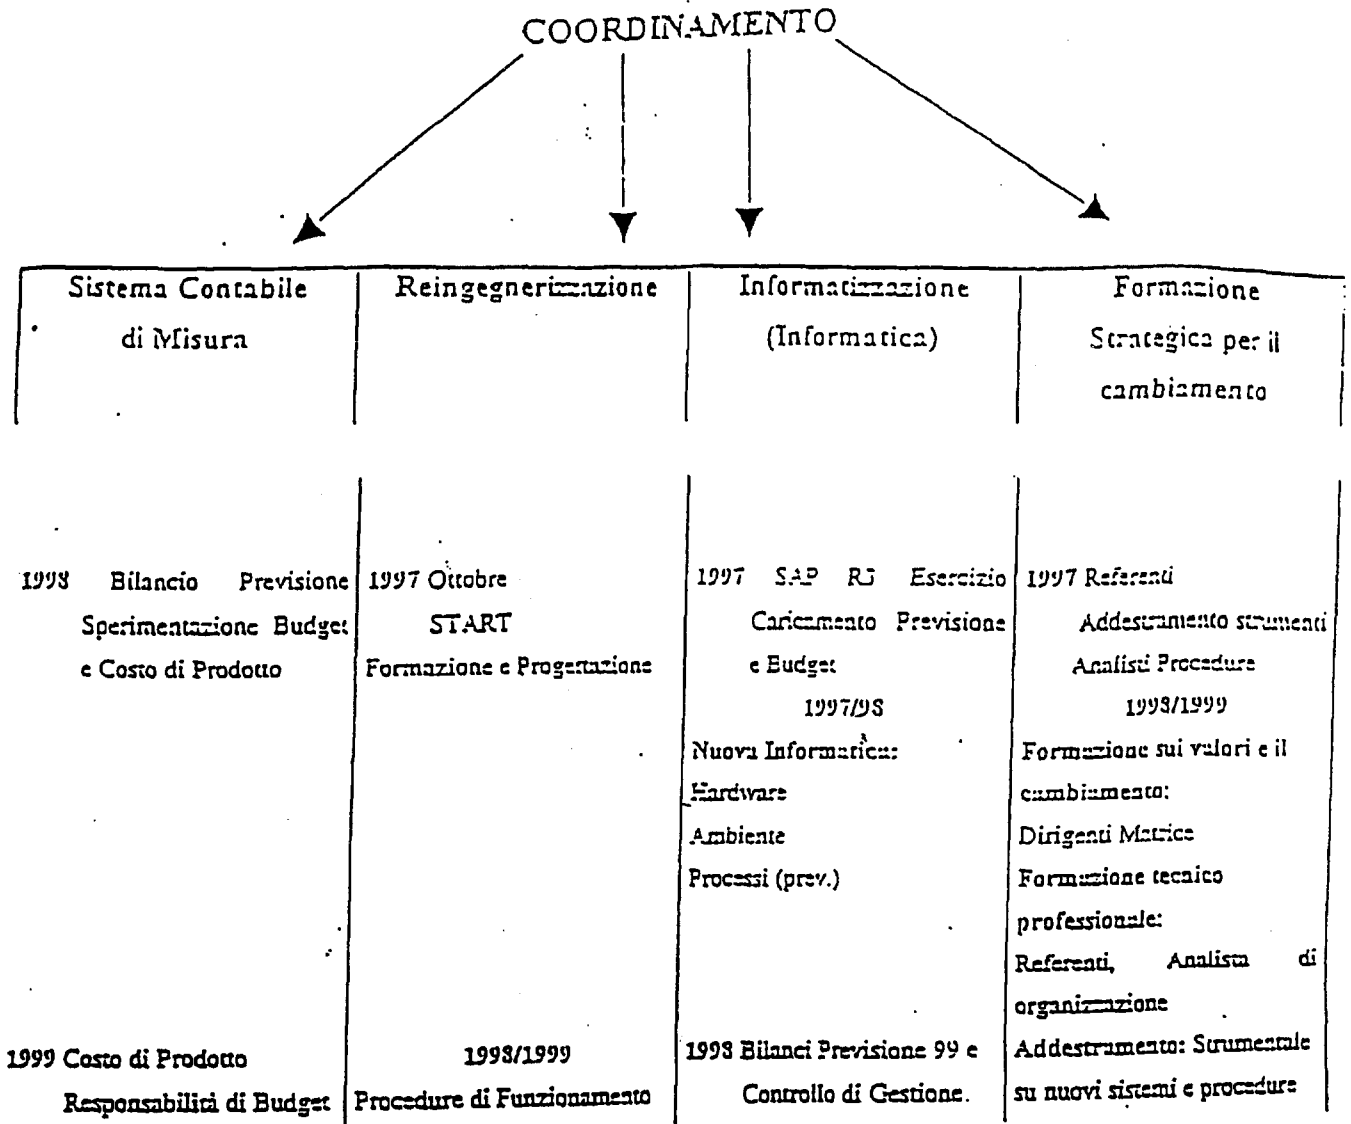 COORDINAMENTO
Sistema Contabile
di Misura
Reingegnerizzazione
Informatizzazione
(Informatica)
Formazione
Strategica per il
cambiamento
1998 Bilancio Previsione
Sperimentazione Budget
e Costo di Prodotto
1999 Costo di Prodotto
Responsabilità di Budget
1997 Ottobre
START
Formazione e Progettazione
1998/1999
Procedure di Funzionamento
1997 SAP R3 Esercizio
Caricamento Previsione
e Budget
1997/98
Nuova Informatica:
Hardware
Ambiente
Processi (prev.)
1998 Bilanci Previsione 99 e
Controllo di Gestione.
1997 Referenti
Addestramento strumenti
Analisti Procedure
1998/1999
Formazione sui valori e il
cambiamento:
Dirigenti Matrice
Formazione tecnico
professionale:
Referenti, Analista di
organizzazione
Addestramento: Strumentale
su nuovi sistemi e procedure